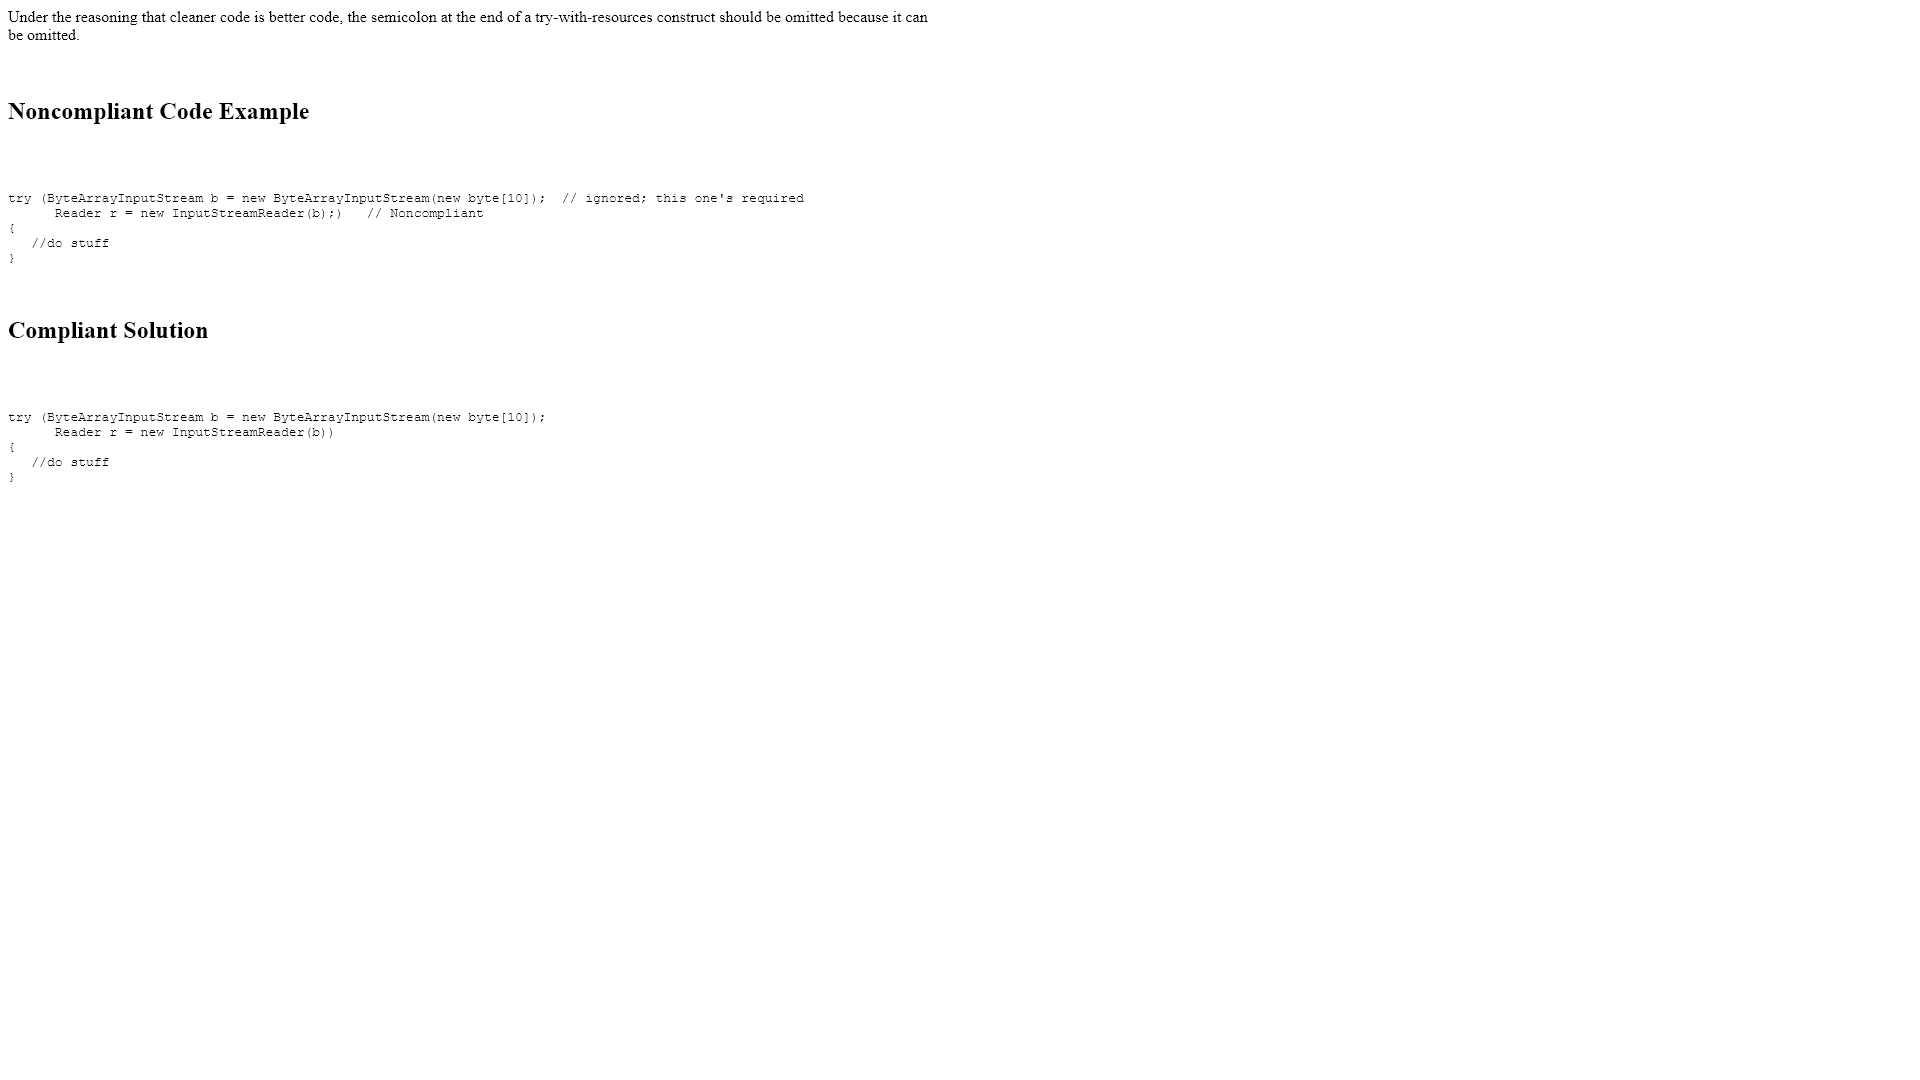 Under the reasoning that cleaner code is better code, the semicolon at the end of a try-with-resources construct should be omitted because it can
be omitted.
Noncompliant Code Example
try (ByteArrayInputStream b = new ByteArrayInputStream(new byte[10]);  // ignored; this one's required
      Reader r = new InputStreamReader(b);)   // Noncompliant
{
   //do stuff
}
Compliant Solution
try (ByteArrayInputStream b = new ByteArrayInputStream(new byte[10]);
      Reader r = new InputStreamReader(b))
{
   //do stuff
}